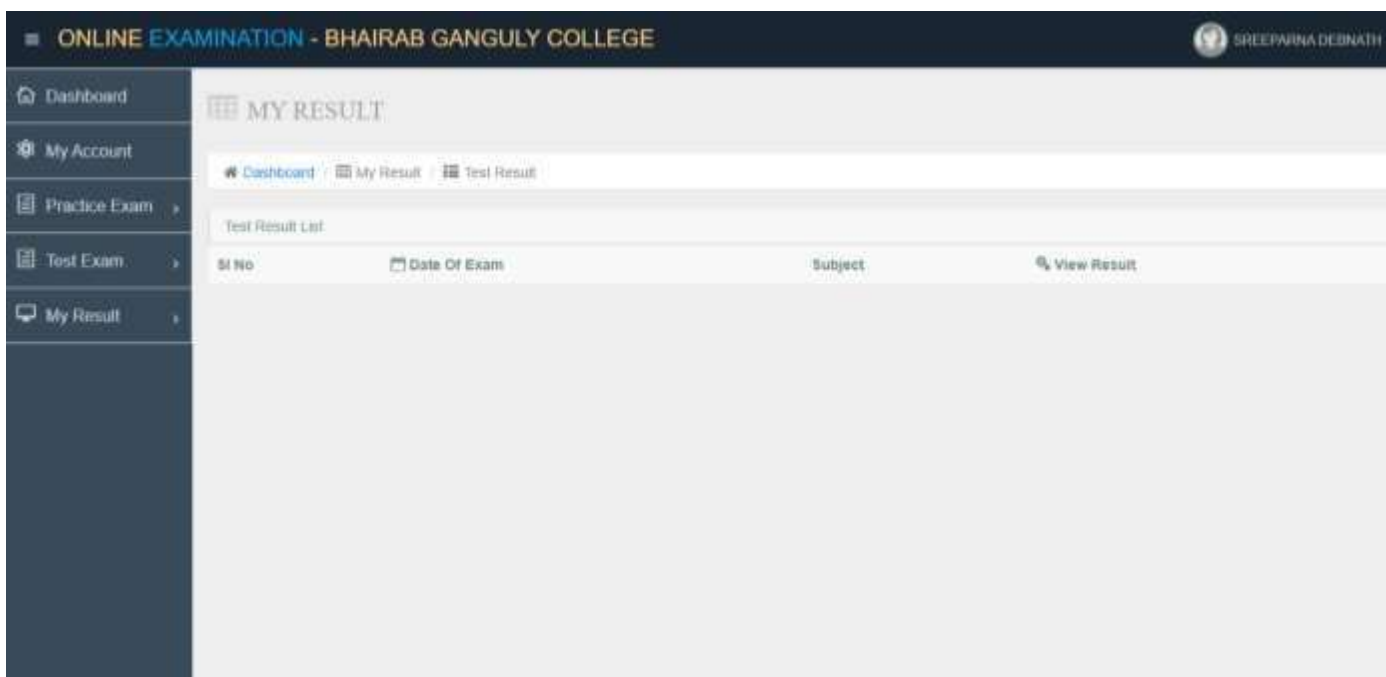 ONLINE EXAMINATION - BHAIRAB GANGULY COLLEGE
SREEPARNA DEBNATH
Dashboard
My Account
Practice Exam
Test Exam
My Result
MY RESULT
Dashboard / My Result / Test Result
Test Result List
Sl No Date Of Exam Subject View Result